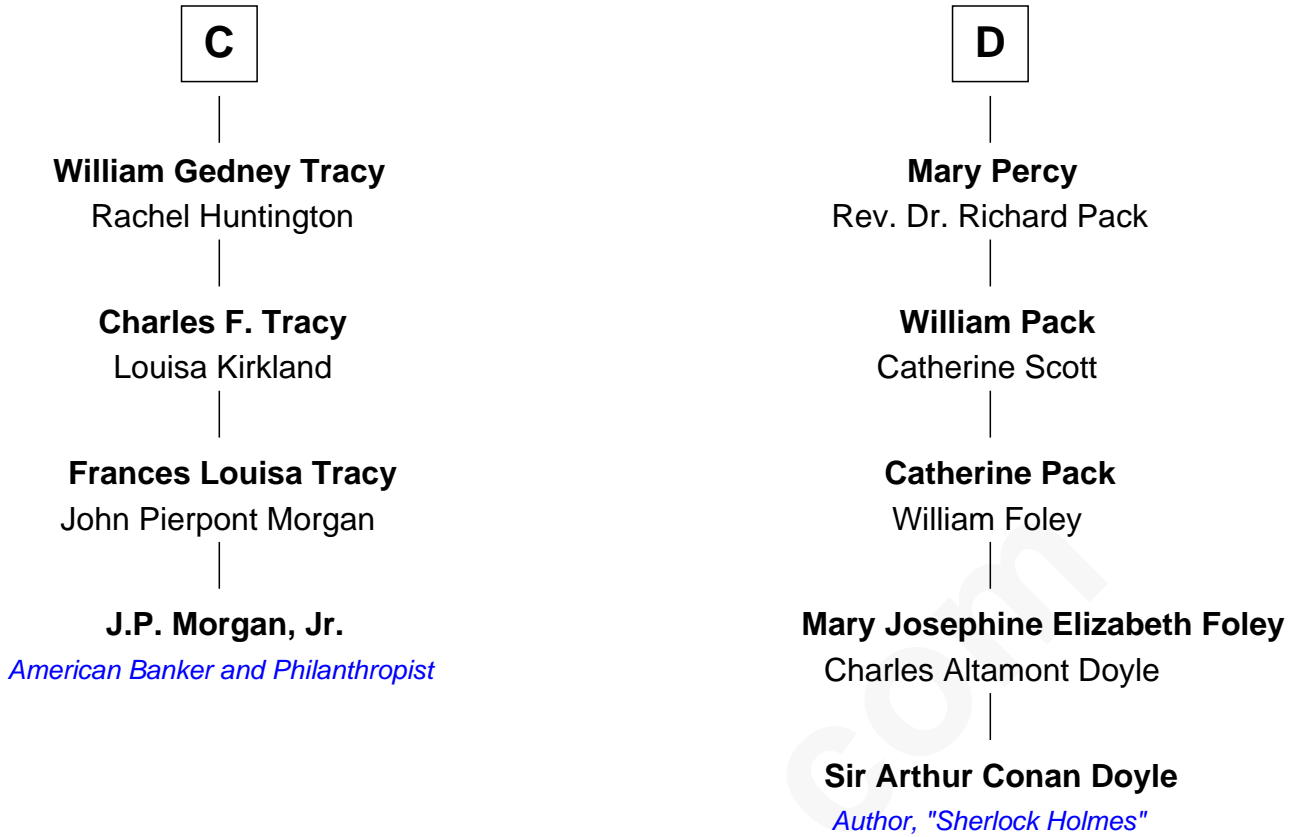 C
William Gedney Tracy
Rachel Huntington
Charles F. Tracy
Louisa Kirkland
Frances Louisa Tracy
John Pierpont Morgan
J.P. Morgan, Jr.
American Banker and Philanthropist
D
Mary Percy
Rev. Dr. Richard Pack
William Pack
Catherine Scott
Catherine Pack
William Foley
Mary Josephine Elizabeth Foley
Charles Altamont Doyle
Sir Arthur Conan Doyle
Author, "Sherlock Holmes"
com